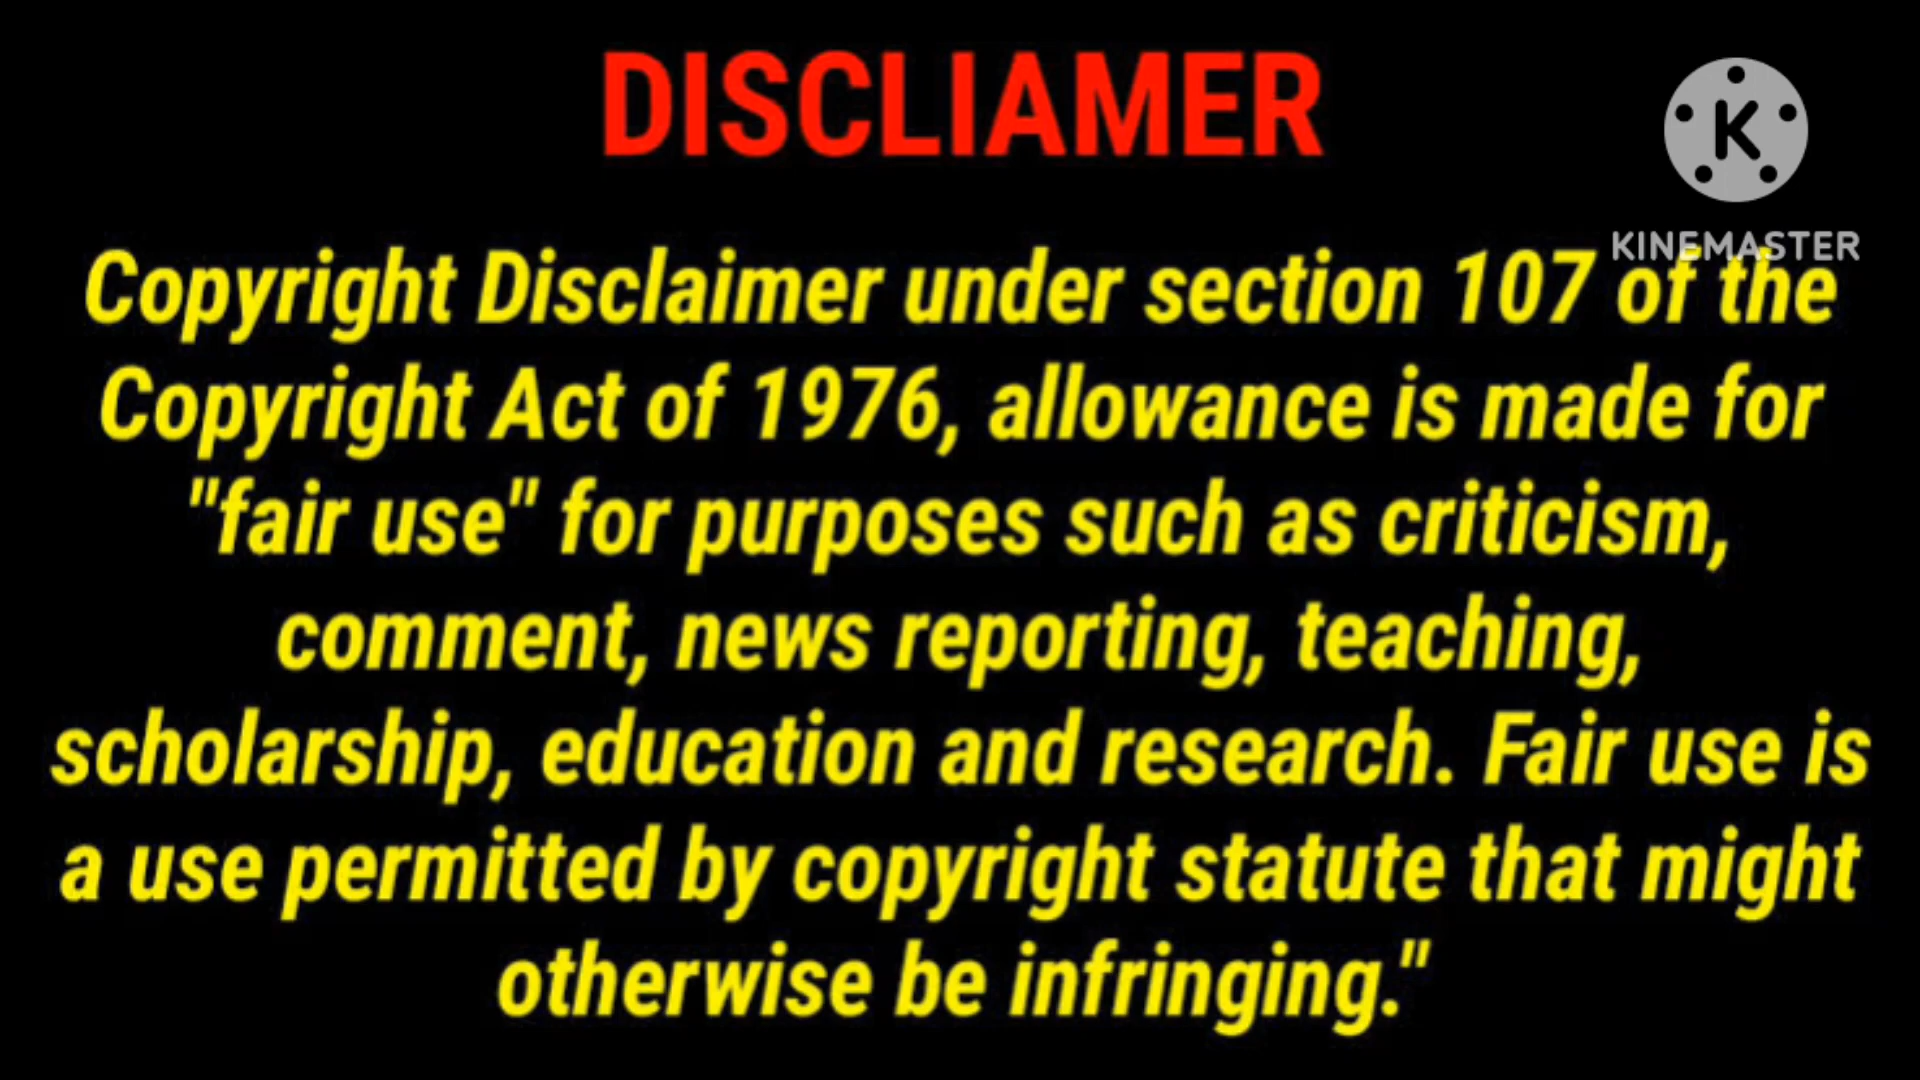 DISCLIAMER
K
KINEMASTER
Copyright Disclaimer under section 107 of the
Copyright Act of 1976, allowance is made for
"fair use" for purposes such as criticism,
comment, news reporting, teaching,
scholarship, education and research. Fair use is
a use permitted by copyright statute that might
otherwise be infringing."